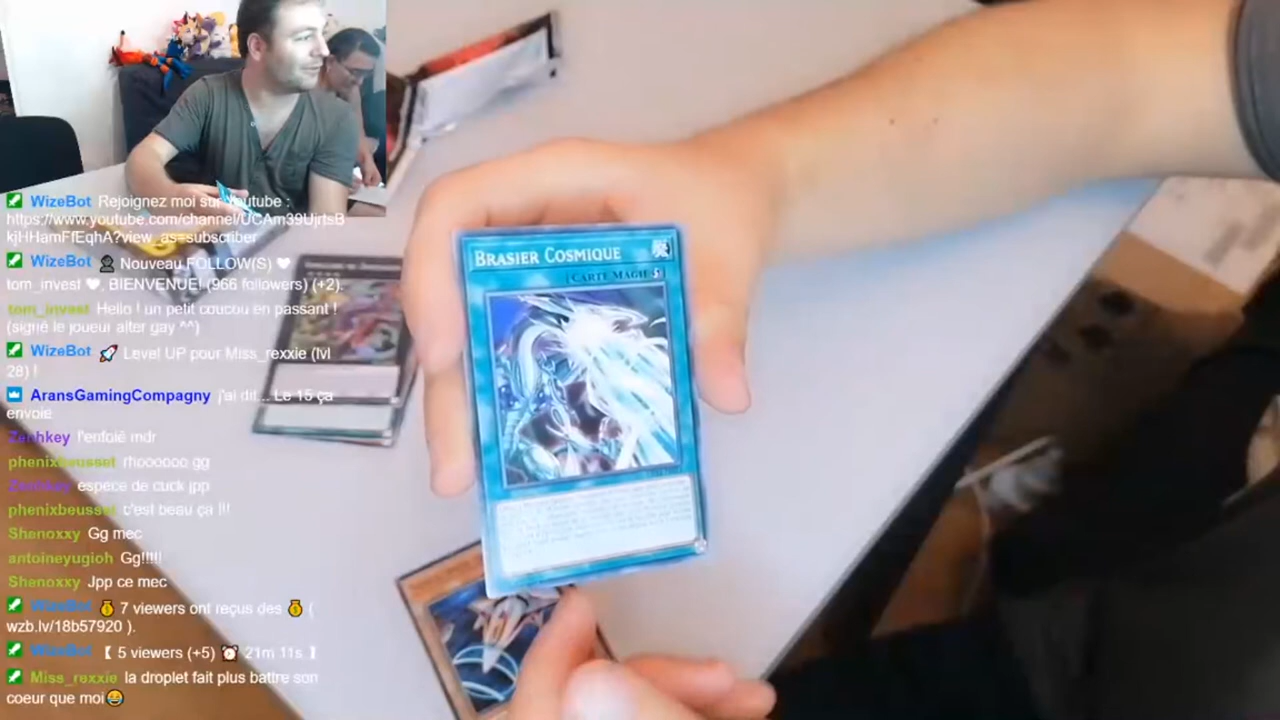 WizeBot Rejoignez moi sur Youtube :
https://www.youtube.com/channel/UCAm39UjrtsB
kjHHamFfEqhA?view_as=subscriber
WizeBot Nouveau FOLLOW(S) ♥
tom_invest ♥, BIENVENUE! (966 followers) (+2).
tom_invest Hello ! un petit coucou en passant !
(signé le joueur alter gay ^^)
WizeBot 🚀 Level UP pour Miss_rexxie (lvl
28) !
AransGamingCompagny j'ai dit... Le 15 ça
envoie
Zenhkey l'enfoié mdr
phenixbeusset rhoooooo gg
Zenhkey espece de cuck jpp
phenixbeusset c'est beau ça !!!
Shenoxxy Gg mec
antoineyugioh Gg!!!!!
Shenoxxy Jpp ce mec
WizeBot 💰 7 viewers ont reçus des 💰 (
wzb.lv/18b57920 ).
WizeBot 【 5 viewers (+5) ⏰ 21m 11s 】
Miss_rexxie la droplet fait plus battre son
coeur que moi😂
BRASIER COSMIQUE
[CARTE MAGIE